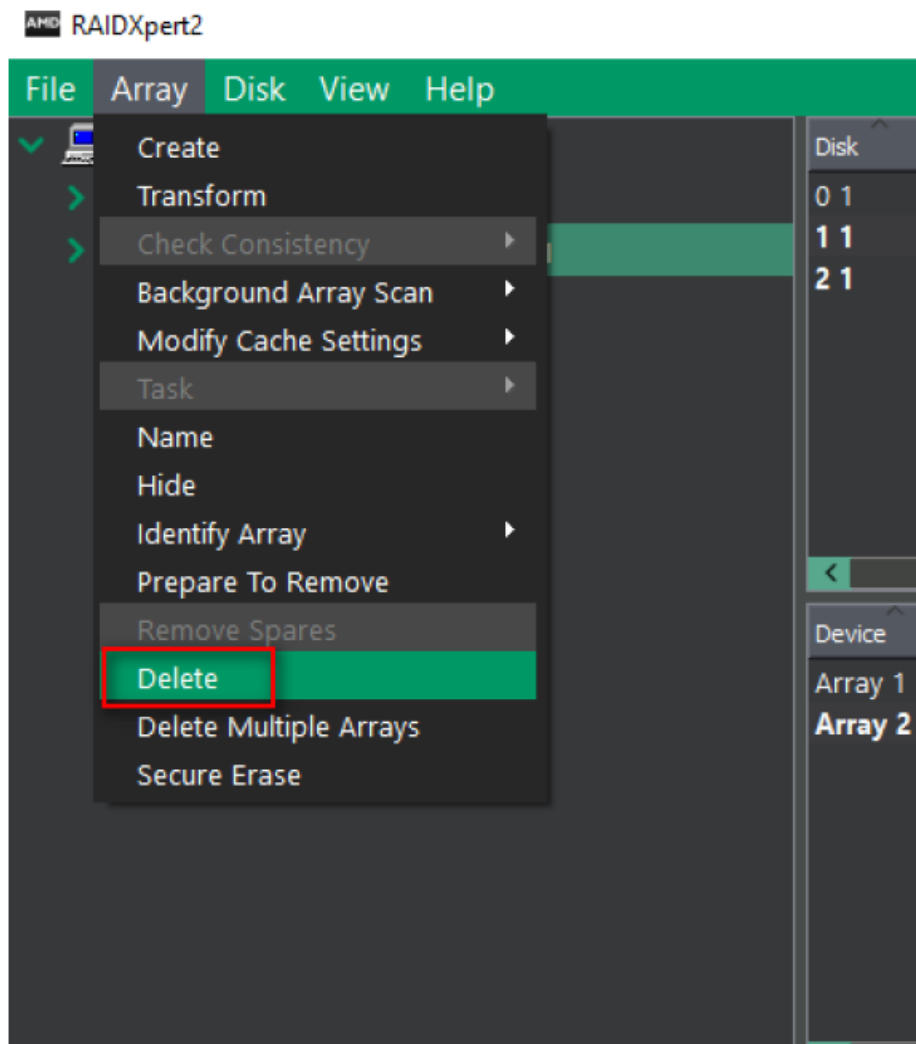 AMD RAIDXpert2
File Array Disk View Help
Create
Transform
Check Consistency
Background Array Scan
Modify Cache Settings
Task
Name
Hide
Identify Array
Prepare To Remove
Remove Spares
Delete
Delete Multiple Arrays
Secure Erase
Disk
0 1
1 1
2 1
Device
Array 1
Array 2